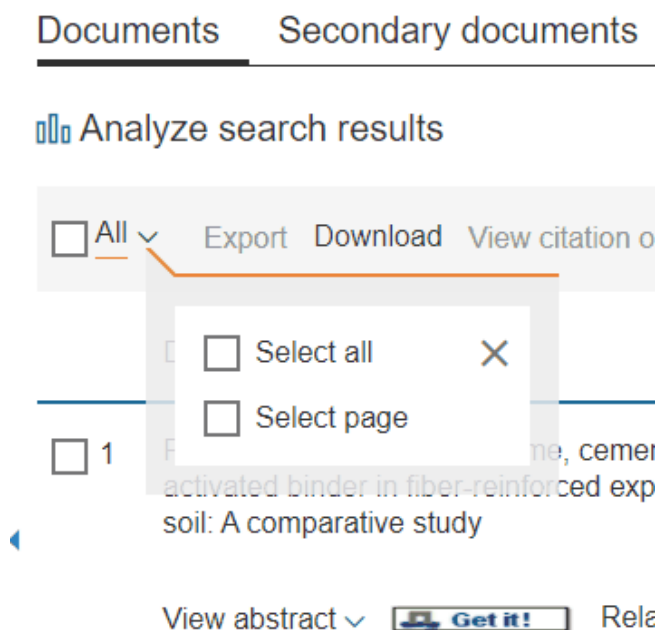 Documents Secondary documents
Analyze search results
All Export Download View citation o
Select all
Select page
1 me, cemen
activated binder in fiber-reinforced exp
soil: A comparative study
View abstract Get it! Rela